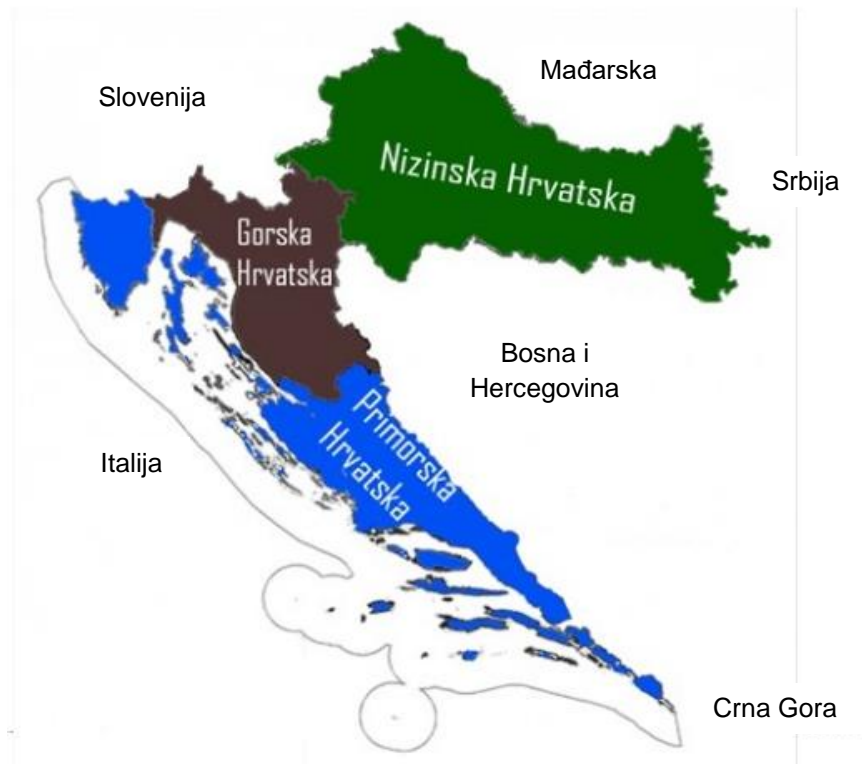 Mađarska
Slovenija
Nizinska Hrvatska
Srbija
Gorska
Hrvatska
Bosna i
Hercegovina
Primorska
Hrvatska
Italija
Crna Gora